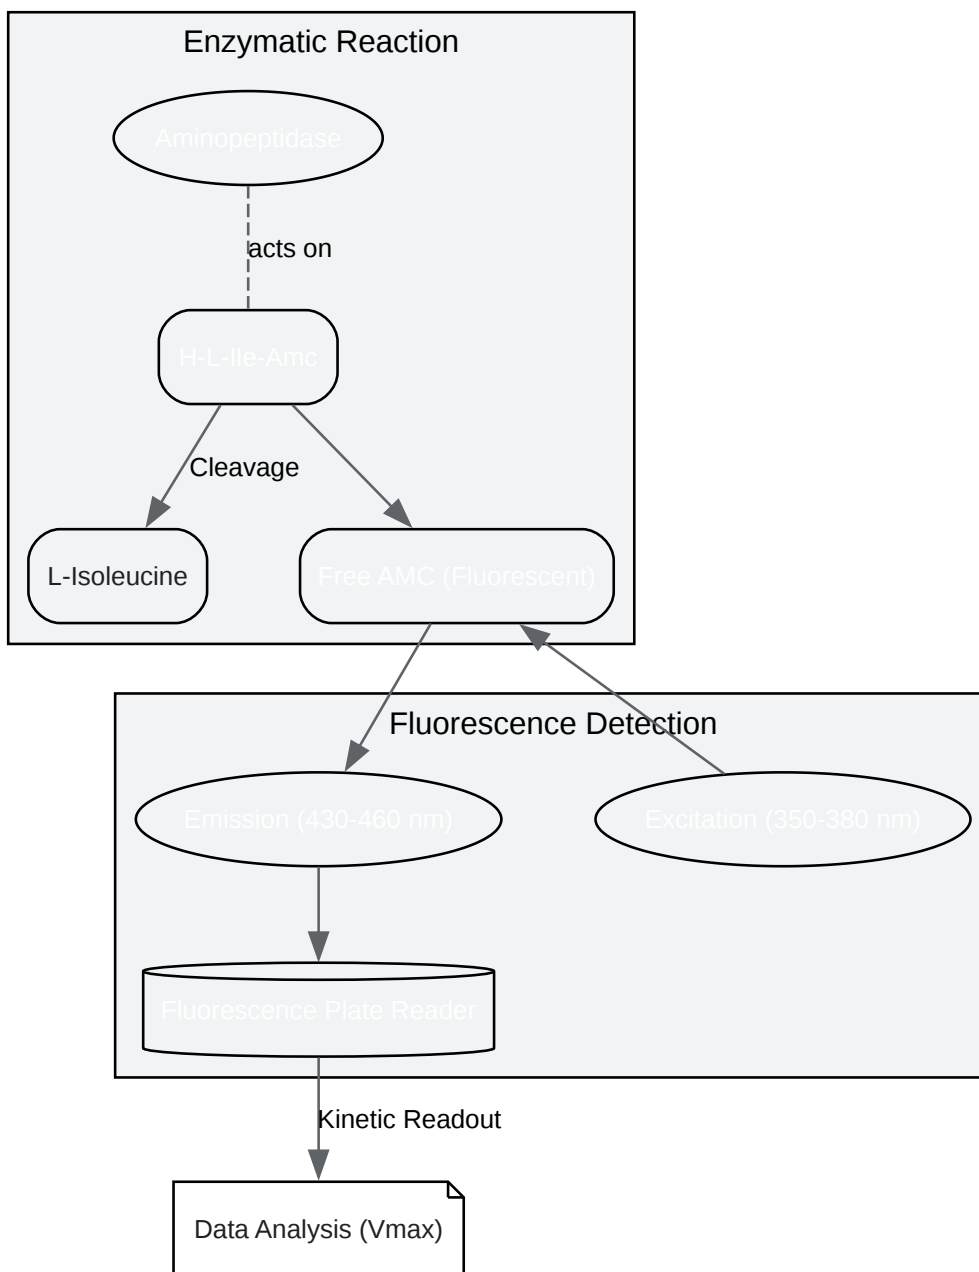 Enzymatic Reaction
Aminopeptidase
acts on
H-L-Ile-Amc
Cleavage
L-Isoleucine
Free AMC (Fluorescent)
Fluorescence Detection
Emission (430-460 nm)
Excitation (350-380 nm)
Fluorescence Plate Reader
Kinetic Readout
Data Analysis (Vmax)